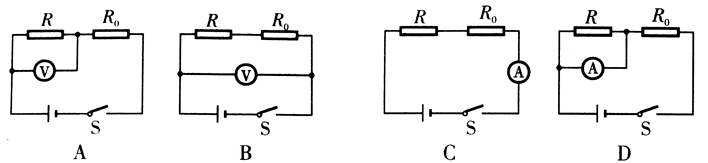 R R₀ R R₀ R R₀ R R₀
V V A A
S S S S
A B C D